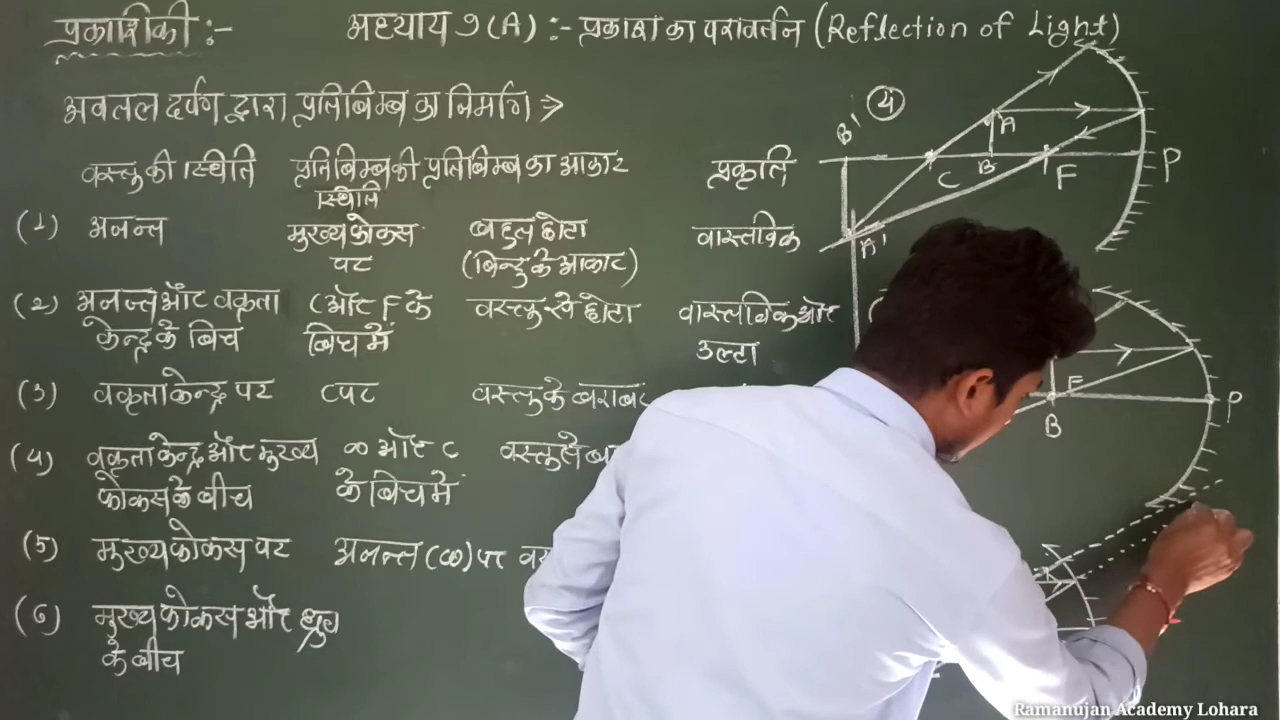 प्रकाशिकी :- अध्याय 9 (A) :- प्रकाश का परावर्तन (Reflection of Light)
अवतल दर्पण द्वारा प्रतिबिम्ब का निर्माण ⇒
वस्तु की स्थिति प्रतिबिम्ब की स्थिति प्रतिबिम्ब का आकार प्रकृति
(1) अनन्त मुख्य फोकस पर बहुत छोटा (बिन्दु के आकार) वास्तविक
(2) अनन्त और वक्रता केन्द्र के बिच C और F के बिच में वस्तु से छोटा वास्तविक और उल्टा
(3) वक्रता केन्द्र पर C पर वस्तु के बराबर
(4) वक्रता केन्द्र और मुख्य फोकस के बीच ∞ और C के बिच में वस्तु से
(5) मुख्य फोकस पर अनन्त (∞) पर
(6) मुख्य फोकस और ध्रुव के बीच
④
B' A B C F P
A'
F B P
Ramanujan Academy Lohara